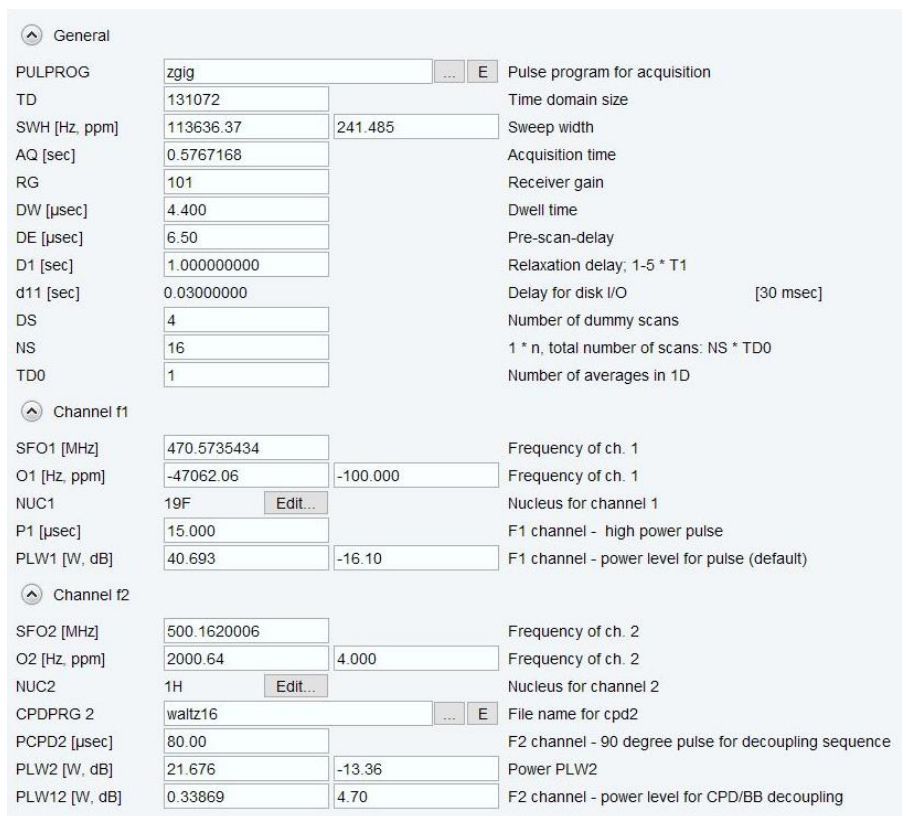 General
PULPROG zgig ... E Pulse program for acquisition
TD 131072 Time domain size
SWH [Hz, ppm] 113636.37 241.485 Sweep width
AQ [sec] 0.5767168 Acquisition time
RG 101 Receiver gain
DW [µsec] 4.400 Dwell time
DE [µsec] 6.50 Pre-scan-delay
D1 [sec] 1.000000000 Relaxation delay; 1-5 * T1
d11 [sec] 0.03000000 Delay for disk I/O [30 msec]
DS 4 Number of dummy scans
NS 16 1 * n, total number of scans: NS * TD0
TD0 1 Number of averages in 1D
Channel f1
SFO1 [MHz] 470.5735434 Frequency of ch. 1
O1 [Hz, ppm] -47062.06 -100.000 Frequency of ch. 1
NUC1 19F Edit... Nucleus for channel 1
P1 [µsec] 15.000 F1 channel - high power pulse
PLW1 [W, dB] 40.693 -16.10 F1 channel - power level for pulse (default)
Channel f2
SFO2 [MHz] 500.1620006 Frequency of ch. 2
O2 [Hz, ppm] 2000.64 4.000 Frequency of ch. 2
NUC2 1H Edit... Nucleus for channel 2
CPDPRG 2 waltz16 ... E File name for cpd2
PCPD2 [µsec] 80.00 F2 channel - 90 degree pulse for decoupling sequence
PLW2 [W, dB] 21.676 -13.36 Power PLW2
PLW12 [W, dB] 0.33869 4.70 F2 channel - power level for CPD/BB decoupling